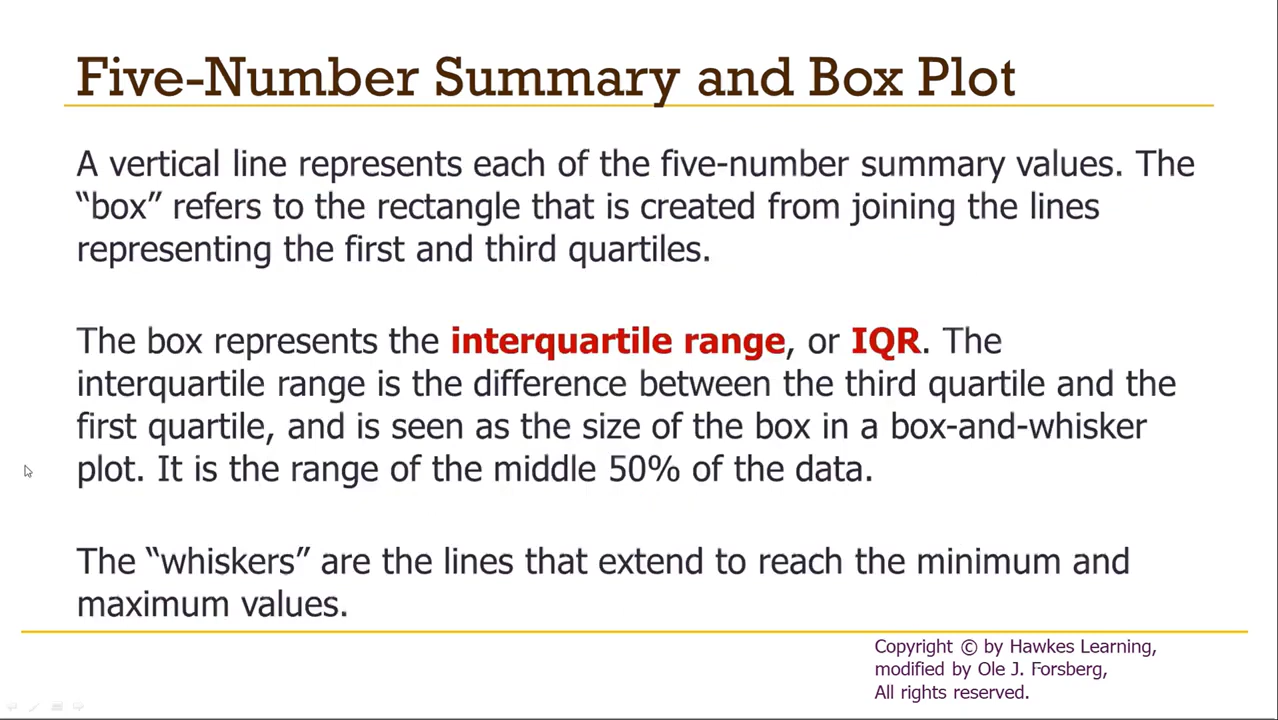 Five-Number Summary and Box Plot
A vertical line represents each of the five-number summary values. The
“box” refers to the rectangle that is created from joining the lines
representing the first and third quartiles.
The box represents the interquartile range, or IQR. The
interquartile range is the difference between the third quartile and the
first quartile, and is seen as the size of the box in a box-and-whisker
plot. It is the range of the middle 50% of the data.
The “whiskers” are the lines that extend to reach the minimum and
maximum values.
Copyright © by Hawkes Learning,
modified by Ole J. Forsberg,
All rights reserved.